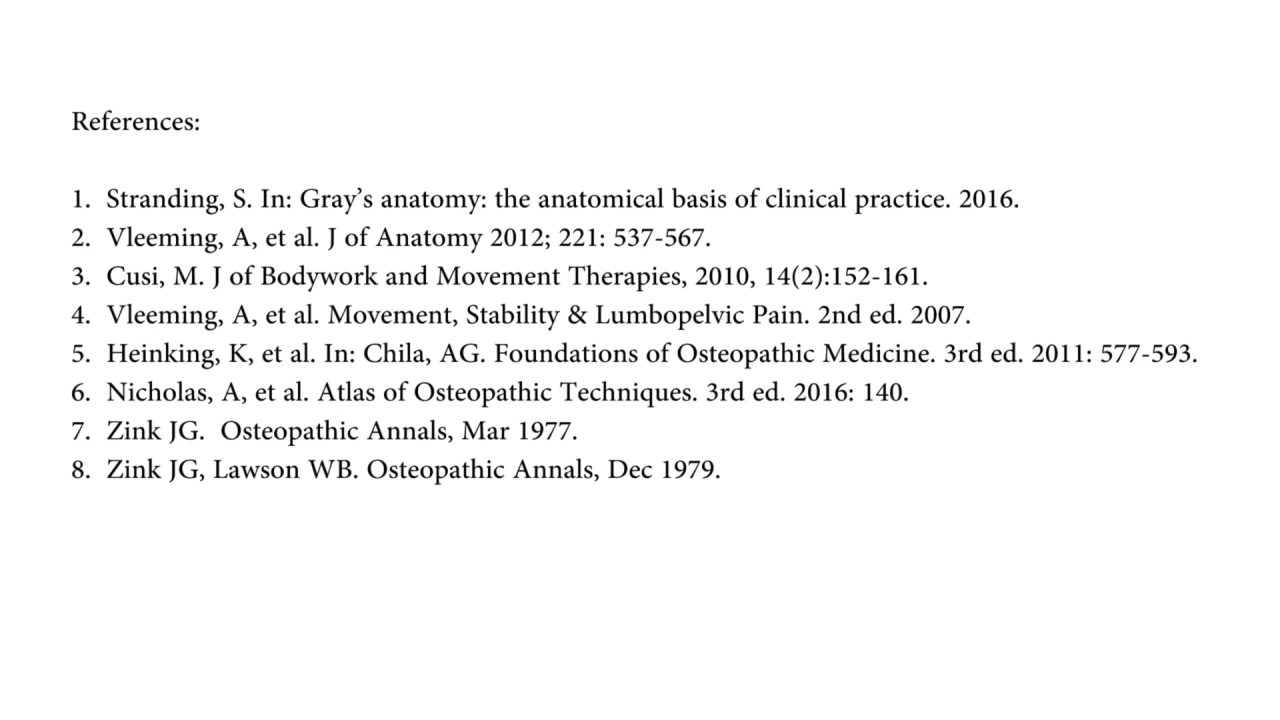 References:
1. Stranding, S. In: Gray’s anatomy: the anatomical basis of clinical practice. 2016.
2. Vleeming, A, et al. J of Anatomy 2012; 221: 537-567.
3. Cusi, M. J of Bodywork and Movement Therapies, 2010, 14(2):152-161.
4. Vleeming, A, et al. Movement, Stability & Lumbopelvic Pain. 2nd ed. 2007.
5. Heinking, K, et al. In: Chila, AG. Foundations of Osteopathic Medicine. 3rd ed. 2011: 577-593.
6. Nicholas, A, et al. Atlas of Osteopathic Techniques. 3rd ed. 2016: 140.
7. Zink JG.  Osteopathic Annals, Mar 1977.
8. Zink JG, Lawson WB. Osteopathic Annals, Dec 1979.